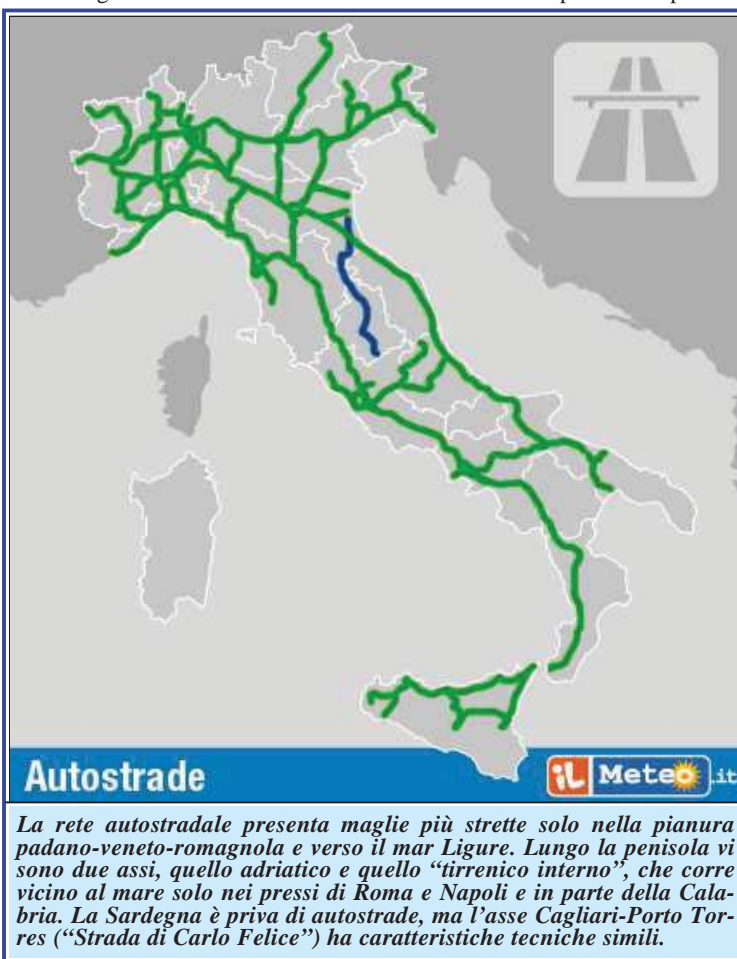 Autostrade
iL Meteo.it
La rete autostradale presenta maglie più strette solo nella pianura
padano-veneto-romagnola e verso il mar Ligure. Lungo la penisola vi
sono due assi, quello adriatico e quello “tirrenico interno”, che corre
vicino al mare solo nei pressi di Roma e Napoli e in parte della Cala-
bria. La Sardegna è priva di autostrade, ma l’asse Cagliari-Porto Tor-
res (“Strada di Carlo Felice”) ha caratteristiche tecniche simili.